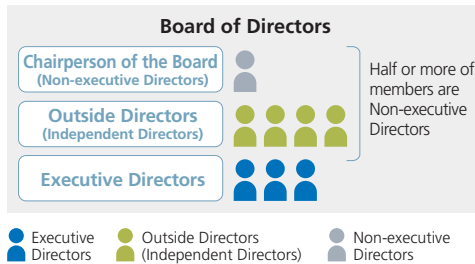 Board of Directors
Chairperson of the Board
(Non-executive Directors)
Half or more of
members are
Non-executive
Directors
Outside Directors
(Independent Directors)
Executive Directors
Executive
Directors
Outside Directors
(Independent Directors)
Non-executive
Directors